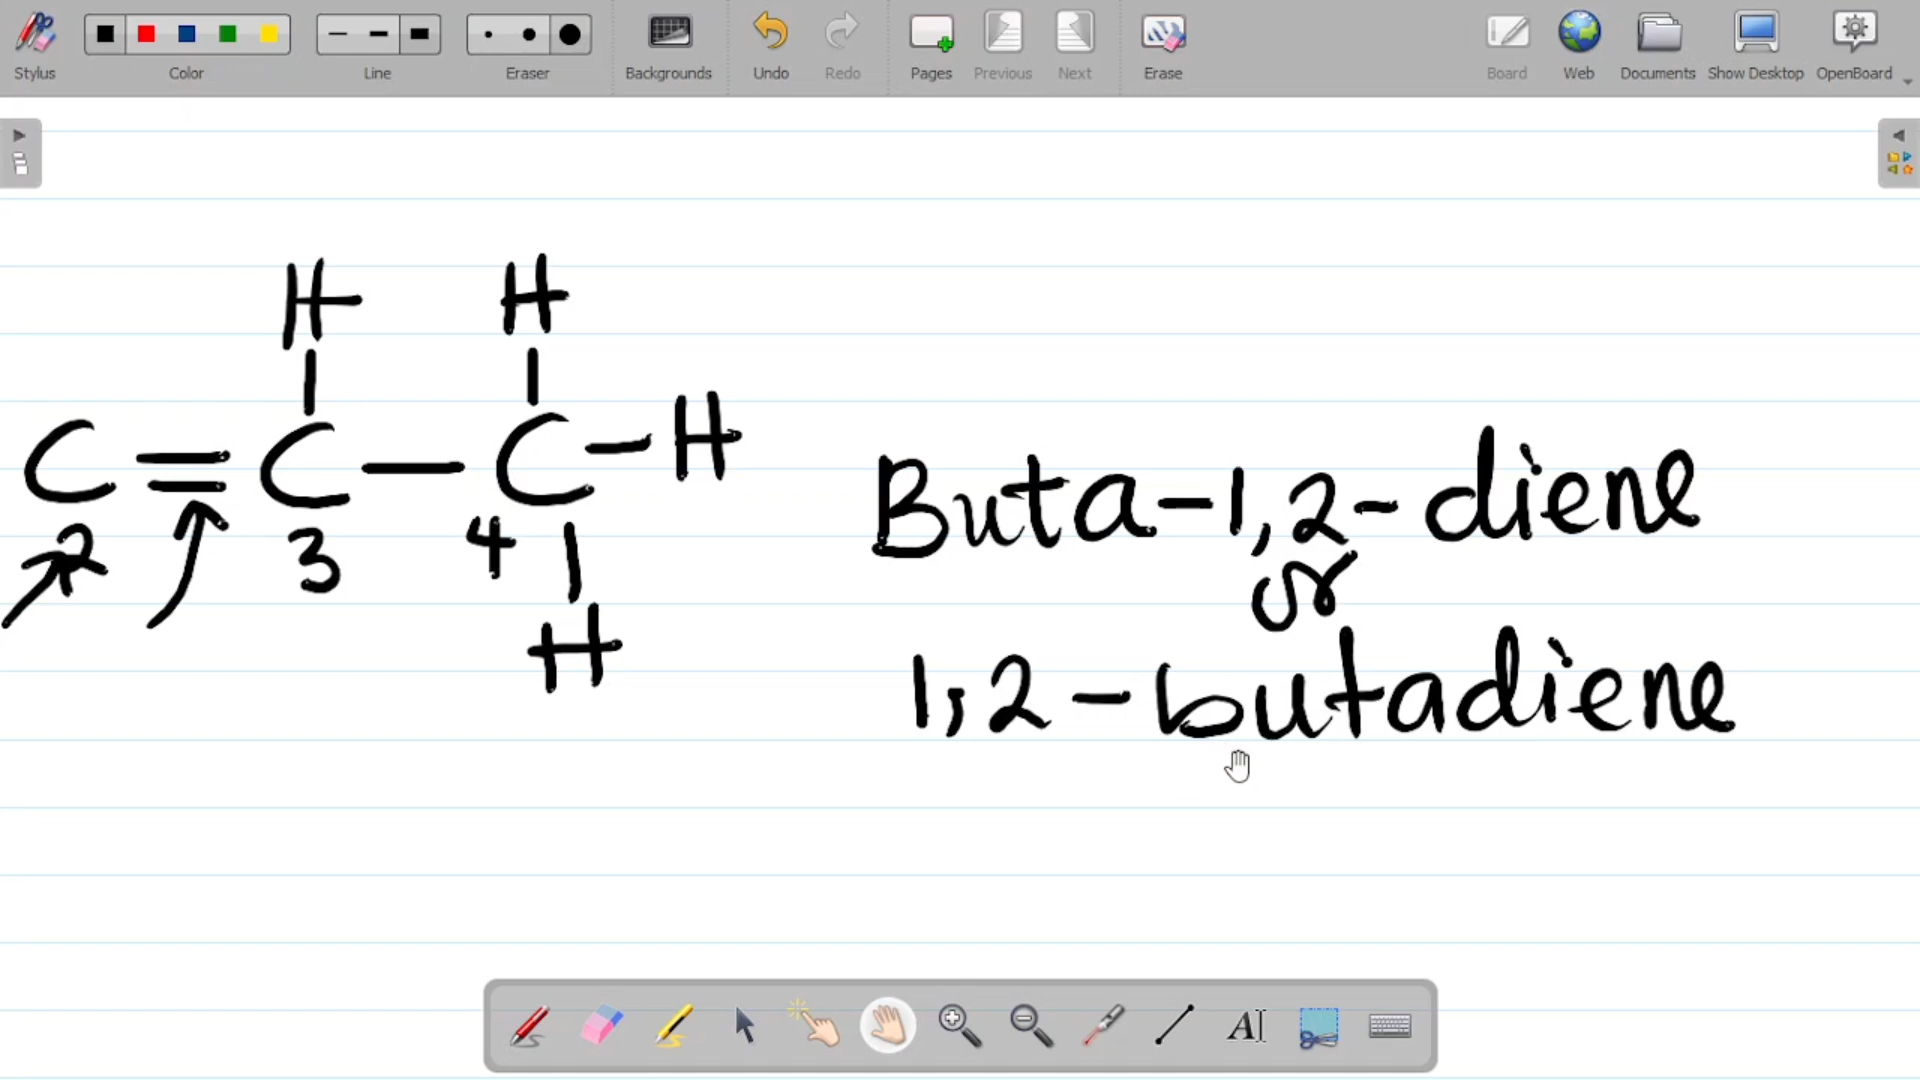 Stylus Color Line Eraser Backgrounds Undo Redo Pages Previous Next Erase Board Web Documents Show Desktop OpenBoard
H H
C = C — C — H
2 3 4
H
Buta-1,2-diene
or
1,2-butadiene